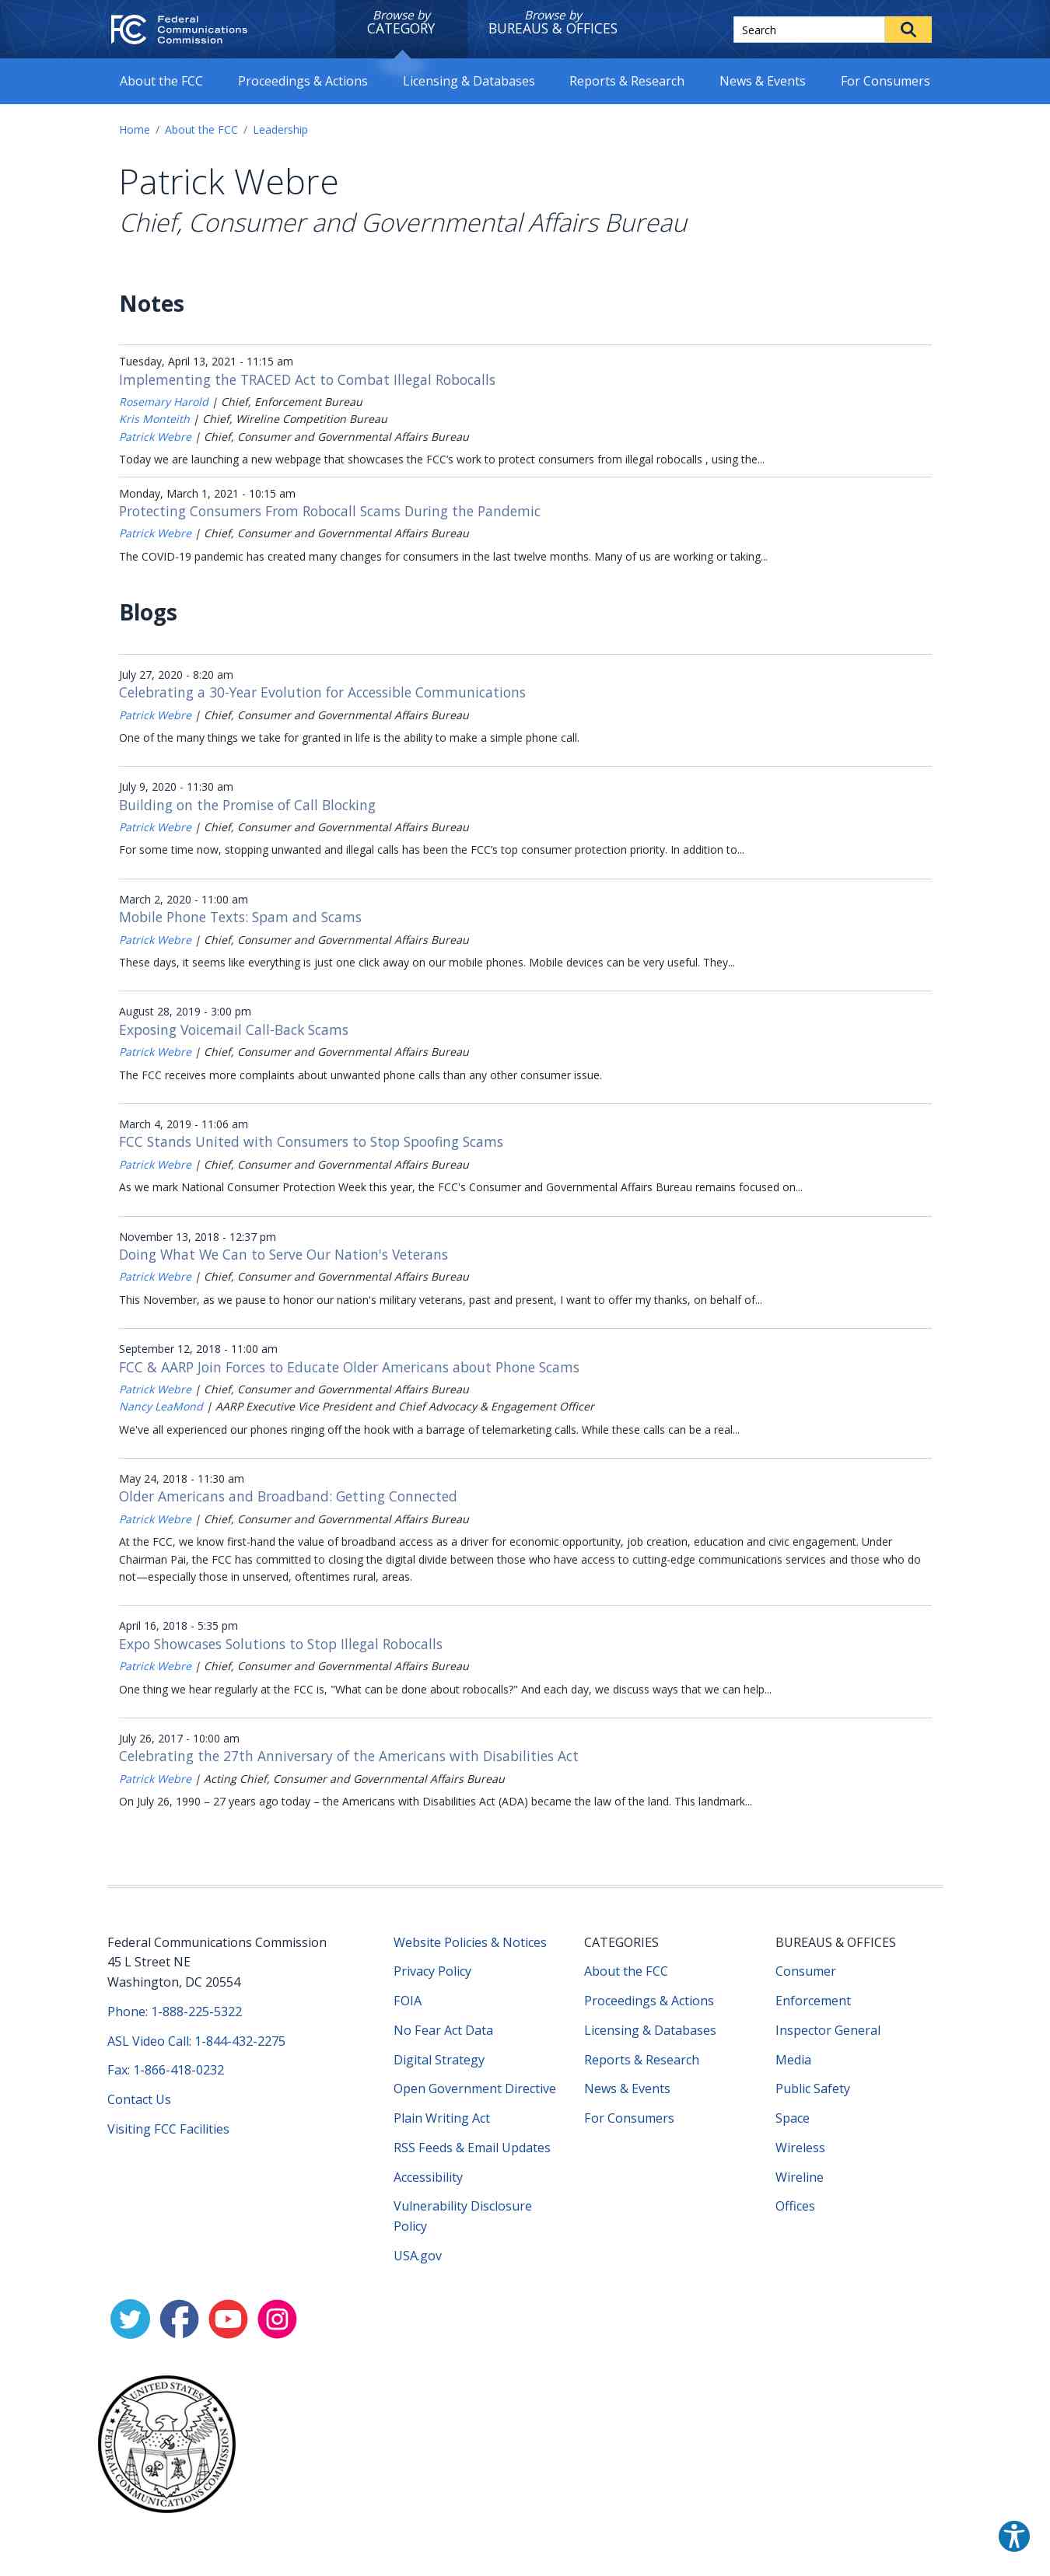 Federal
Communications
Commission
Browse by
CATEGORY
Browse by
BUREAUS & OFFICES
Search
About the FCC
Proceedings & Actions
Licensing & Databases
Reports & Research
News & Events
For Consumers
Home / About the FCC / Leadership
Patrick Webre
Chief, Consumer and Governmental Affairs Bureau
Notes
Tuesday, April 13, 2021 - 11:15 am
Implementing the TRACED Act to Combat Illegal Robocalls
Rosemary Harold | Chief, Enforcement Bureau
Kris Monteith | Chief, Wireline Competition Bureau
Patrick Webre | Chief, Consumer and Governmental Affairs Bureau
Today we are launching a new webpage that showcases the FCC’s work to protect consumers from illegal robocalls , using the...
Monday, March 1, 2021 - 10:15 am
Protecting Consumers From Robocall Scams During the Pandemic
Patrick Webre | Chief, Consumer and Governmental Affairs Bureau
The COVID-19 pandemic has created many changes for consumers in the last twelve months. Many of us are working or taking...
Blogs
July 27, 2020 - 8:20 am
Celebrating a 30-Year Evolution for Accessible Communications
Patrick Webre | Chief, Consumer and Governmental Affairs Bureau
One of the many things we take for granted in life is the ability to make a simple phone call.
July 9, 2020 - 11:30 am
Building on the Promise of Call Blocking
Patrick Webre | Chief, Consumer and Governmental Affairs Bureau
For some time now, stopping unwanted and illegal calls has been the FCC’s top consumer protection priority. In addition to...
March 2, 2020 - 11:00 am
Mobile Phone Texts: Spam and Scams
Patrick Webre | Chief, Consumer and Governmental Affairs Bureau
These days, it seems like everything is just one click away on our mobile phones. Mobile devices can be very useful. They...
August 28, 2019 - 3:00 pm
Exposing Voicemail Call-Back Scams
Patrick Webre | Chief, Consumer and Governmental Affairs Bureau
The FCC receives more complaints about unwanted phone calls than any other consumer issue.
March 4, 2019 - 11:06 am
FCC Stands United with Consumers to Stop Spoofing Scams
Patrick Webre | Chief, Consumer and Governmental Affairs Bureau
As we mark National Consumer Protection Week this year, the FCC's Consumer and Governmental Affairs Bureau remains focused on...
November 13, 2018 - 12:37 pm
Doing What We Can to Serve Our Nation's Veterans
Patrick Webre | Chief, Consumer and Governmental Affairs Bureau
This November, as we pause to honor our nation's military veterans, past and present, I want to offer my thanks, on behalf of...
September 12, 2018 - 11:00 am
FCC & AARP Join Forces to Educate Older Americans about Phone Scams
Patrick Webre | Chief, Consumer and Governmental Affairs Bureau
Nancy LeaMond | AARP Executive Vice President and Chief Advocacy & Engagement Officer
We've all experienced our phones ringing off the hook with a barrage of telemarketing calls. While these calls can be a real...
May 24, 2018 - 11:30 am
Older Americans and Broadband: Getting Connected
Patrick Webre | Chief, Consumer and Governmental Affairs Bureau
At the FCC, we know first-hand the value of broadband access as a driver for economic opportunity, job creation, education and civic engagement. Under
Chairman Pai, the FCC has committed to closing the digital divide between those who have access to cutting-edge communications services and those who do
not—especially those in unserved, oftentimes rural, areas.
April 16, 2018 - 5:35 pm
Expo Showcases Solutions to Stop Illegal Robocalls
Patrick Webre | Chief, Consumer and Governmental Affairs Bureau
One thing we hear regularly at the FCC is, "What can be done about robocalls?" And each day, we discuss ways that we can help...
July 26, 2017 - 10:00 am
Celebrating the 27th Anniversary of the Americans with Disabilities Act
Patrick Webre | Acting Chief, Consumer and Governmental Affairs Bureau
On July 26, 1990 – 27 years ago today – the Americans with Disabilities Act (ADA) became the law of the land. This landmark...
Federal Communications Commission
45 L Street NE
Washington, DC 20554
Phone: 1-888-225-5322
ASL Video Call: 1-844-432-2275
Fax: 1-866-418-0232
Contact Us
Visiting FCC Facilities
Website Policies & Notices
Privacy Policy
FOIA
No Fear Act Data
Digital Strategy
Open Government Directive
Plain Writing Act
RSS Feeds & Email Updates
Accessibility
Vulnerability Disclosure
Policy
USA.gov
CATEGORIES
About the FCC
Proceedings & Actions
Licensing & Databases
Reports & Research
News & Events
For Consumers
BUREAUS & OFFICES
Consumer
Enforcement
Inspector General
Media
Public Safety
Space
Wireless
Wireline
Offices
UNITED STATES
FEDERAL COMMUNICATIONS COMMISSION